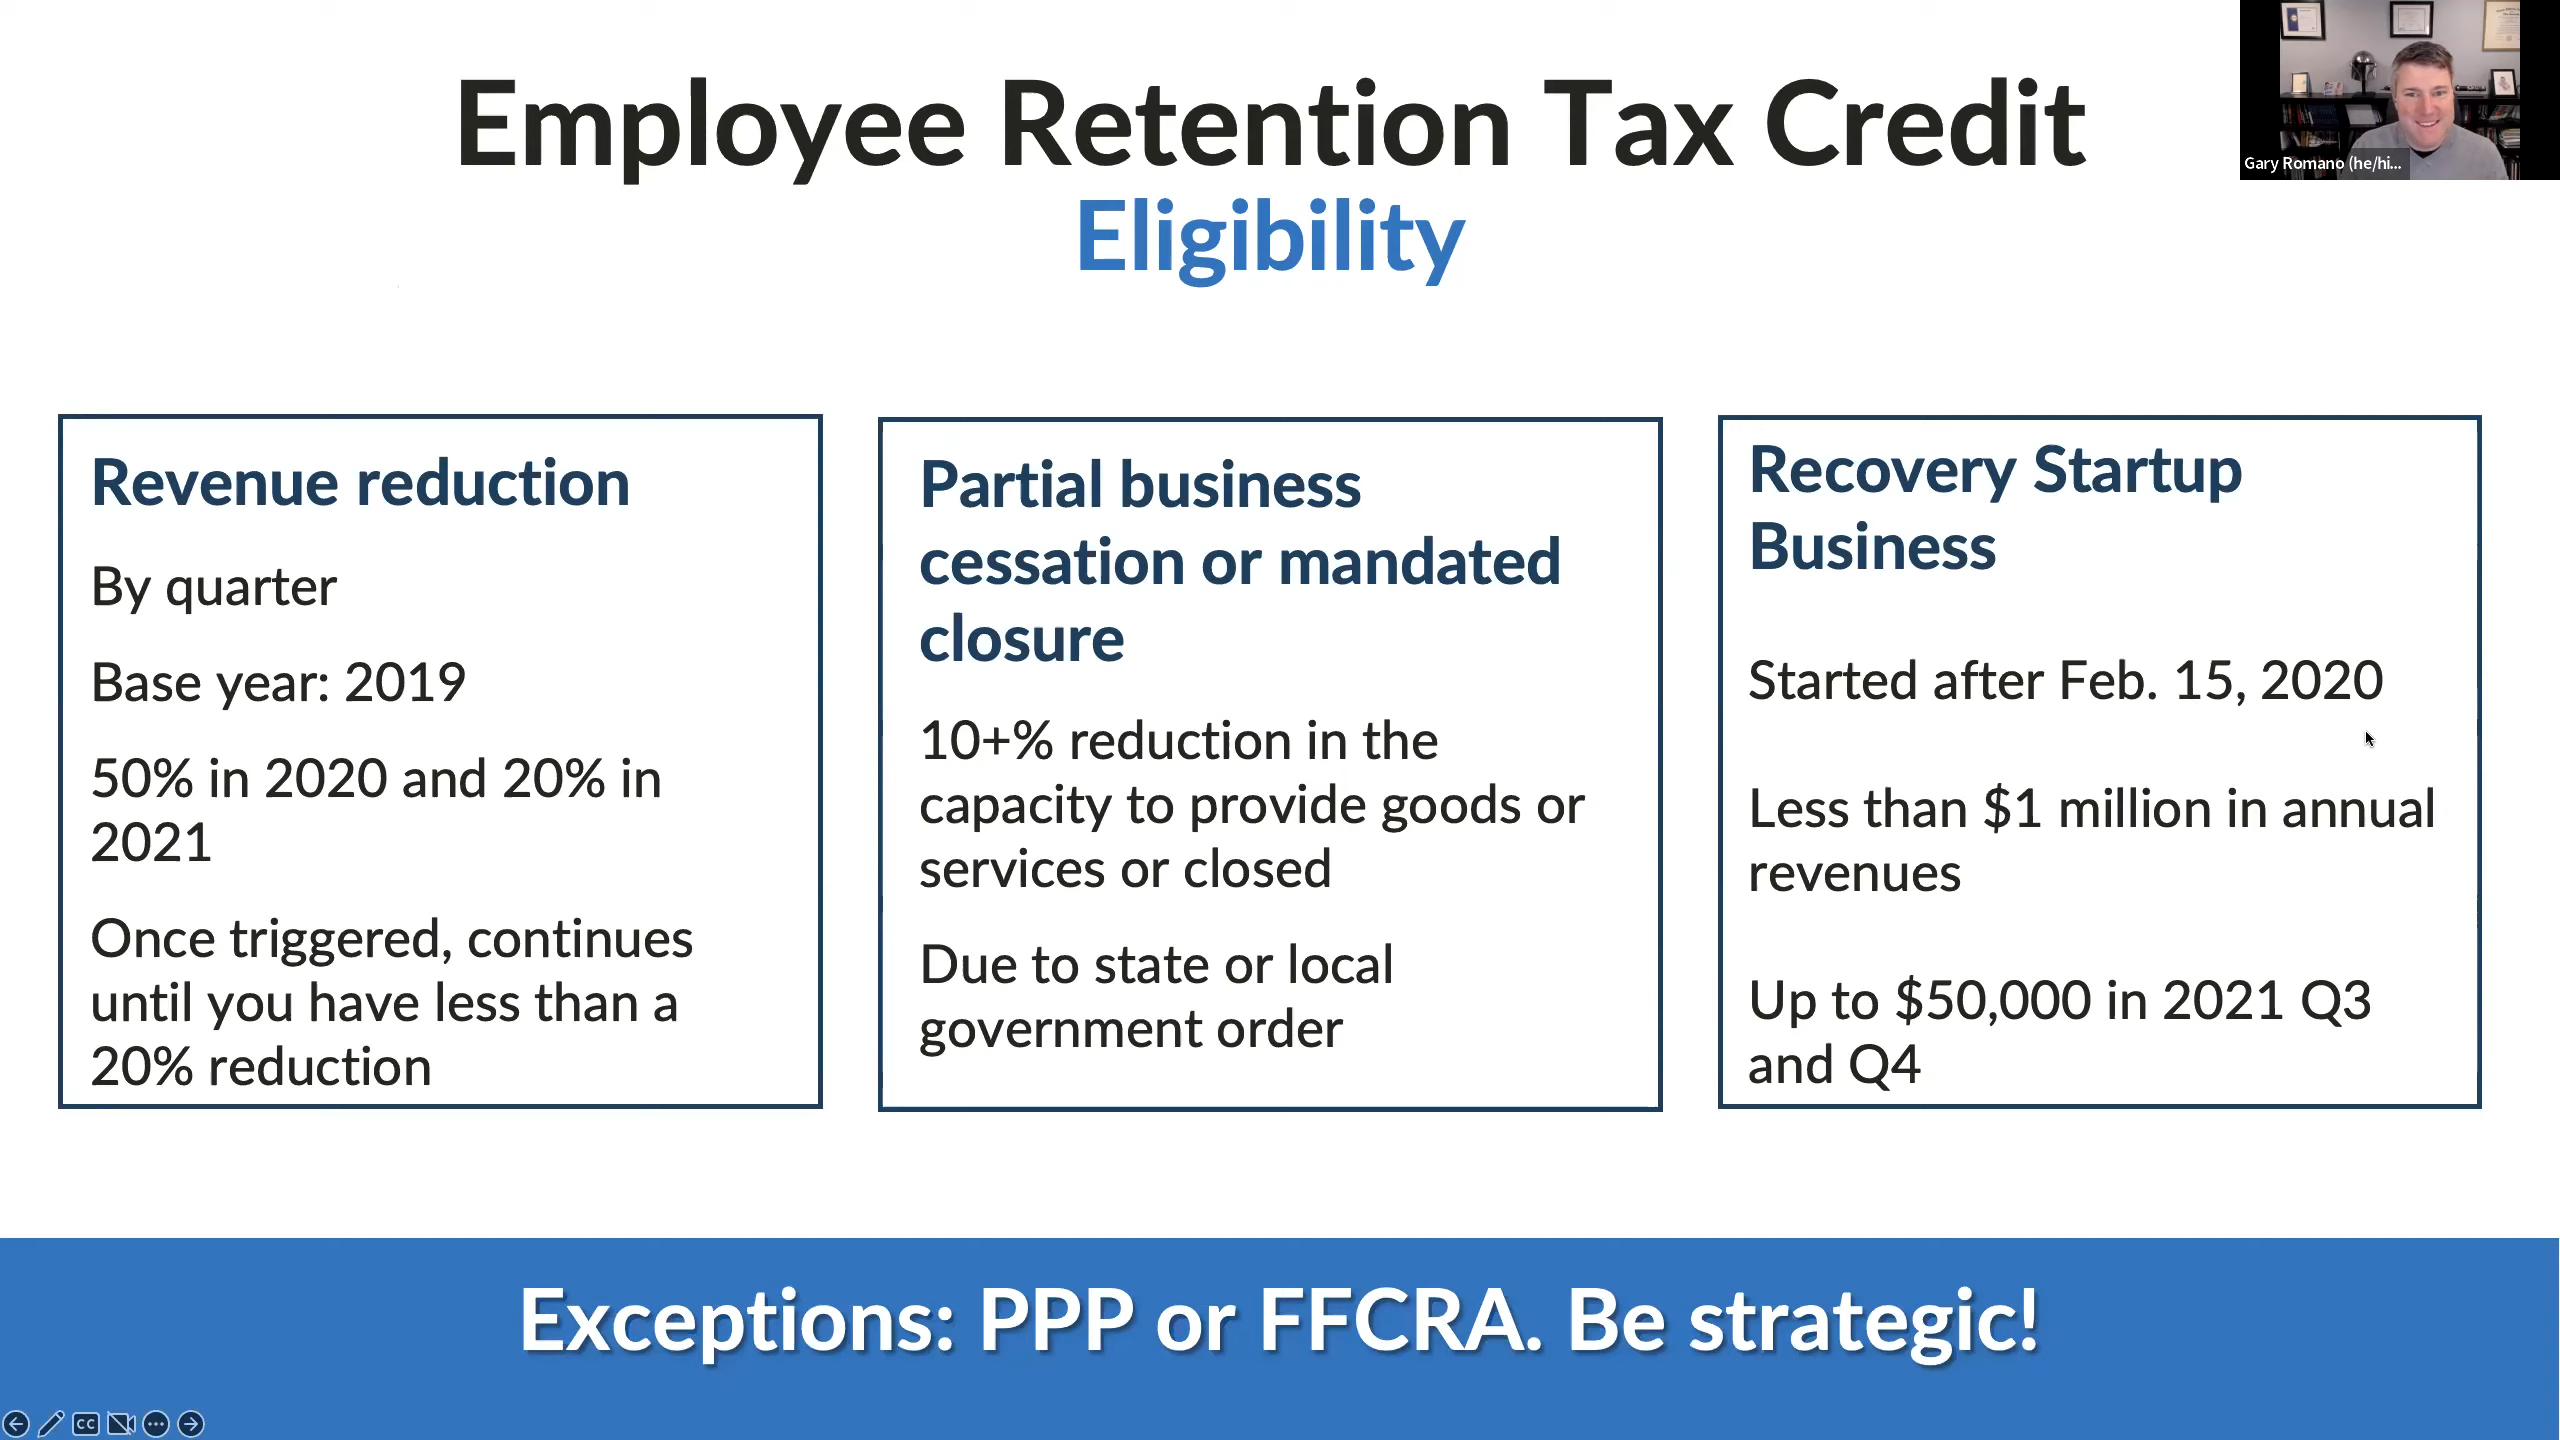 Employee Retention Tax Credit
Eligibility
Gary Romano (he/hi...
Revenue reduction
By quarter
Base year: 2019
50% in 2020 and 20% in
2021
Once triggered, continues
until you have less than a
20% reduction
Partial business
cessation or mandated
closure
10+% reduction in the
capacity to provide goods or
services or closed
Due to state or local
government order
Recovery Startup
Business
Started after Feb. 15, 2020
Less than $1 million in annual
revenues
Up to $50,000 in 2021 Q3
and Q4
Exceptions: PPP or FFCRA. Be strategic!
CC